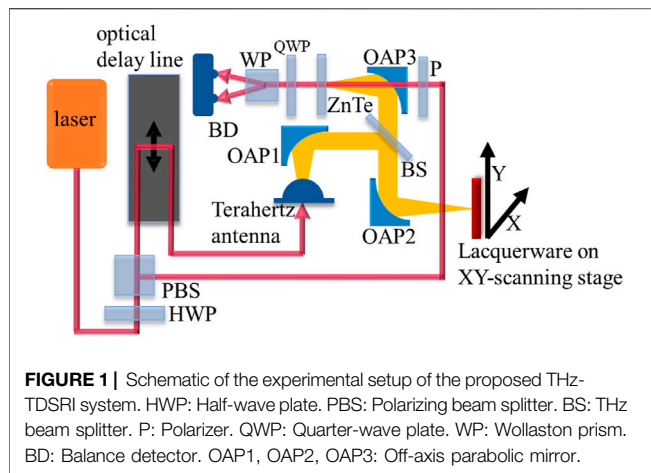 optical
delay line
laser
WP
QWP
OAP3
P
BD
OAP1
ZnTe
BS
Terahertz
antenna
OAP2
Y
X
Lacquerware on
XY-scanning stage
PBS
HWP
FIGURE 1 | Schematic of the experimental setup of the proposed THz-
TDSRI system. HWP: Half-wave plate. PBS: Polarizing beam splitter. BS: THz
beam splitter. P: Polarizer. QWP: Quarter-wave plate. WP: Wollaston prism.
BD: Balance detector. OAP1, OAP2, OAP3: Off-axis parabolic mirror.